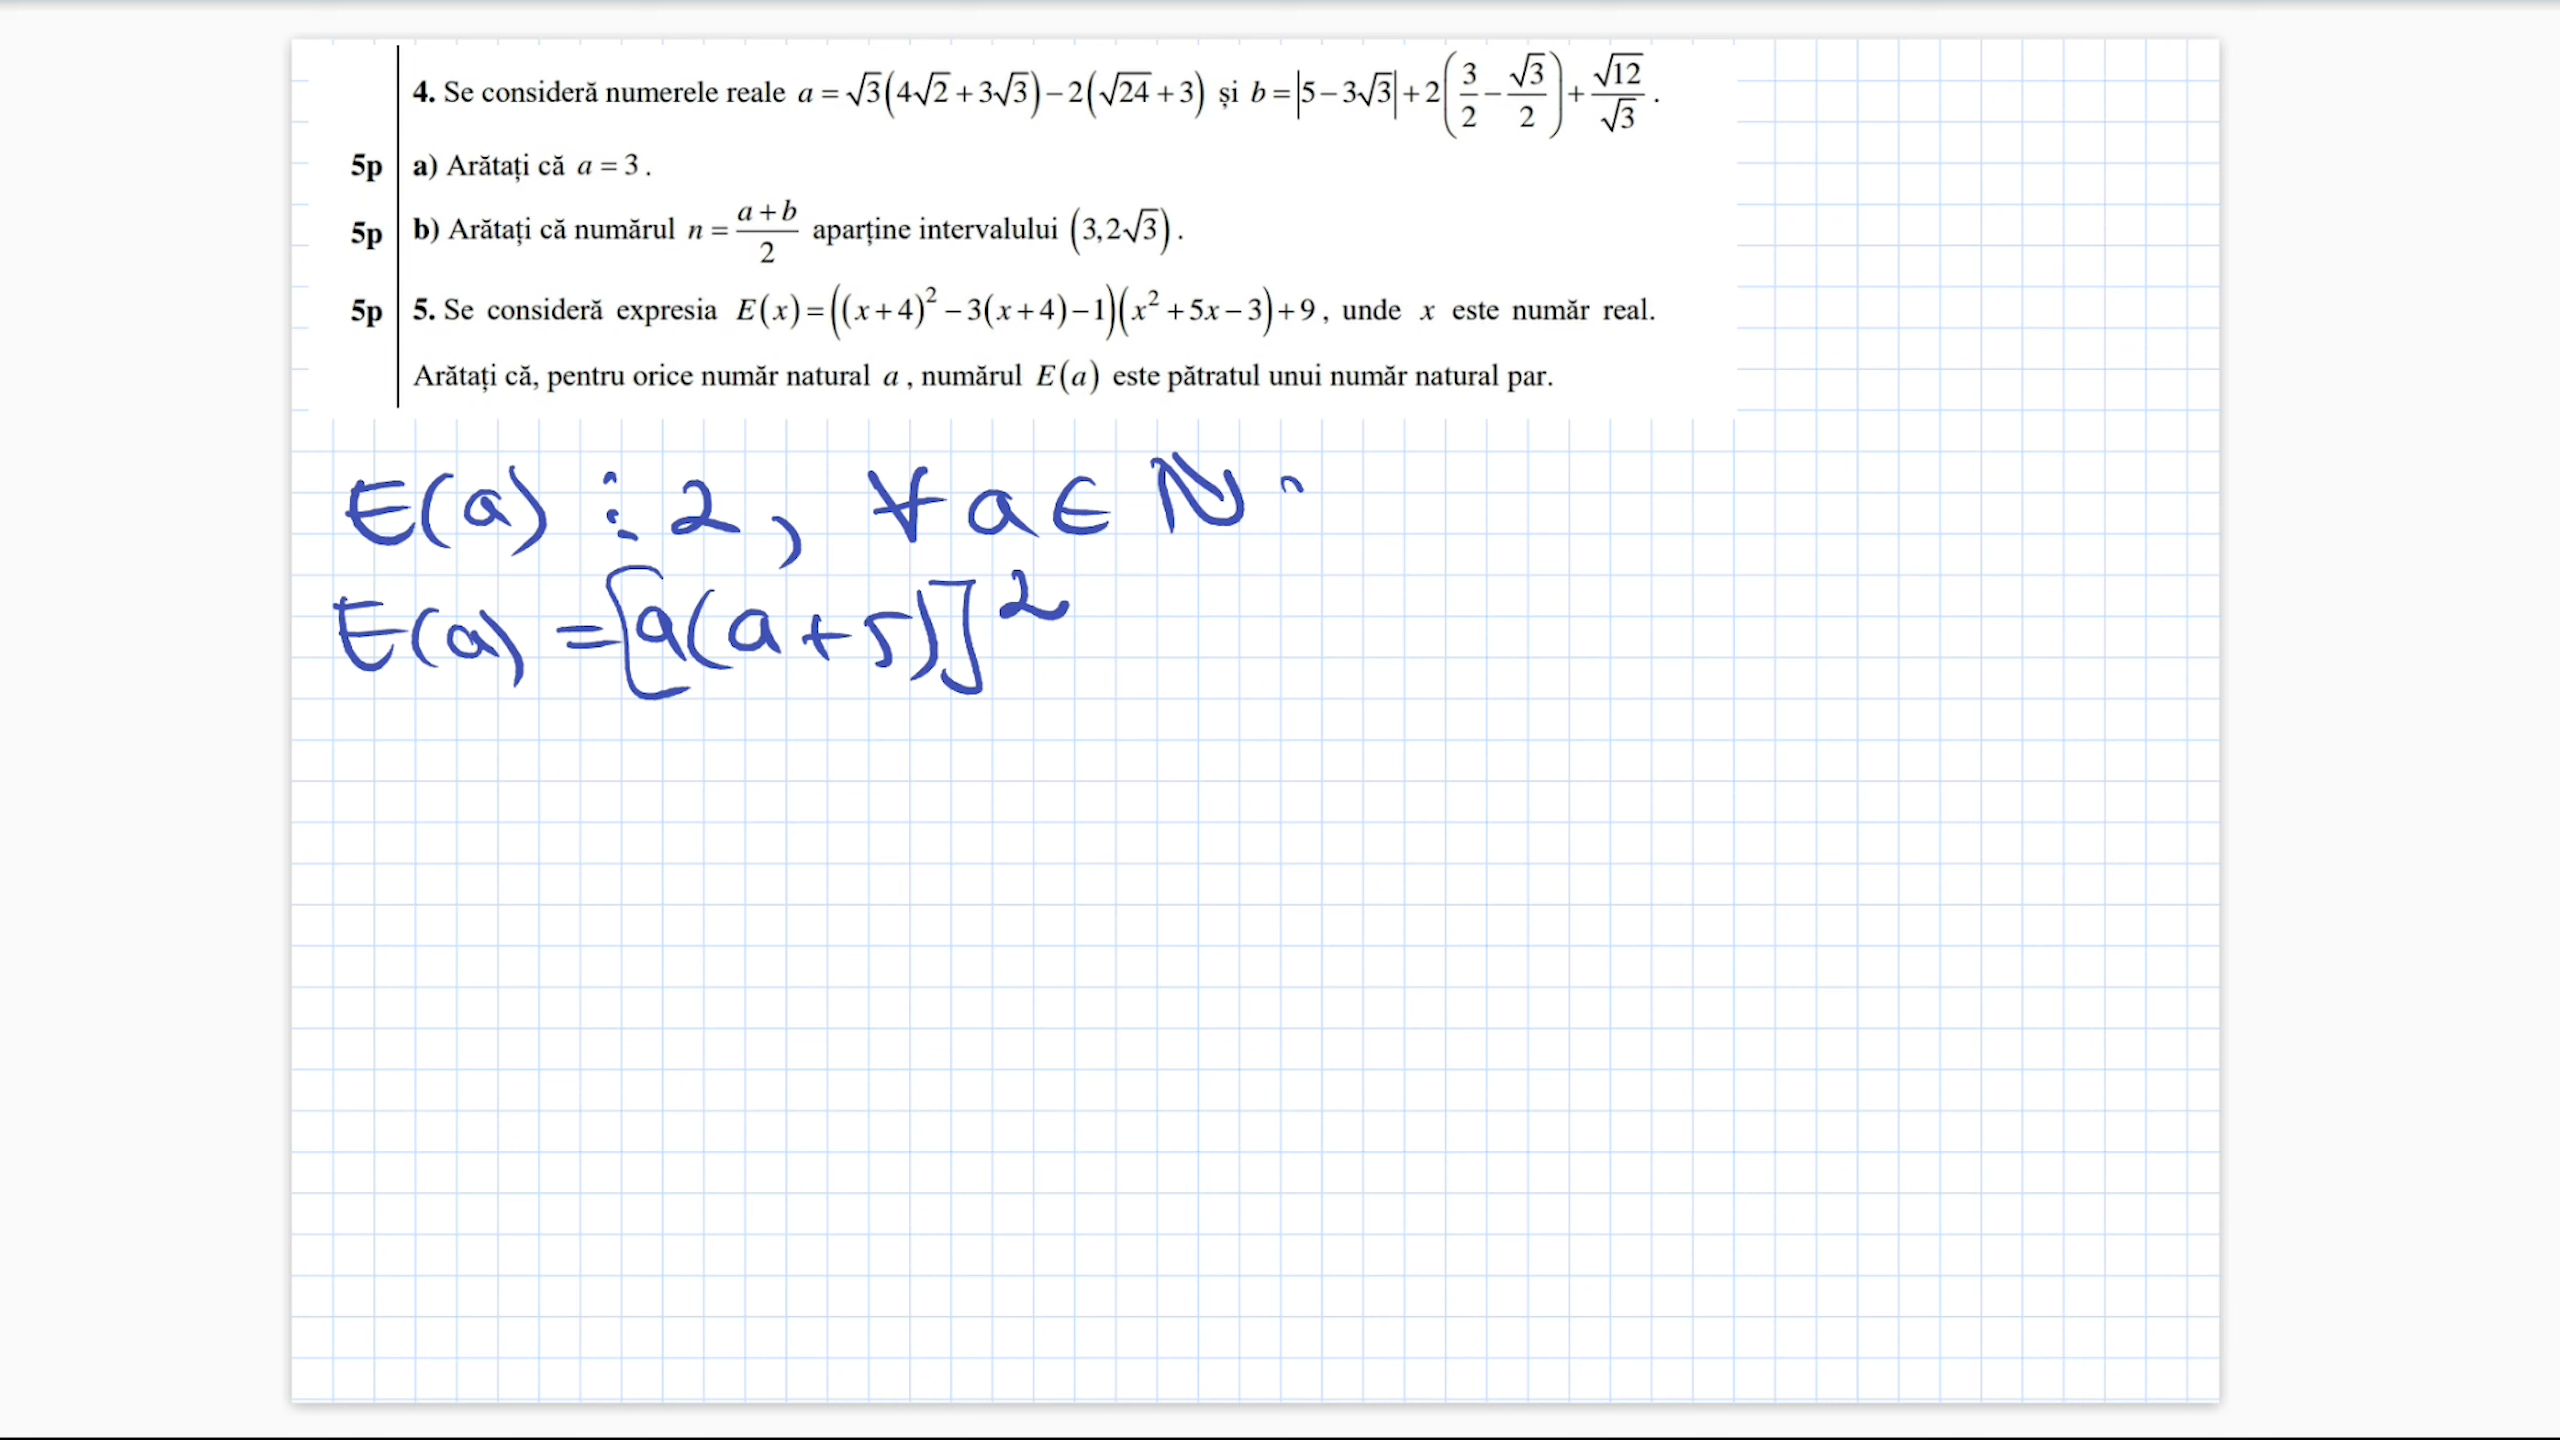 4. Se consideră numerele reale a = √3(4√2 + 3√3) − 2(√24 + 3) și b = |5 − 3√3| + 2(3/2 − √3/2) + √12/√3 .
5p a) Arătați că a = 3 .
5p b) Arătați că numărul n = (a + b)/2 aparține intervalului (3, 2√3) .
5p 5. Se consideră expresia E(x) = ((x + 4)² − 3(x + 4) − 1)(x² + 5x − 3) + 9 , unde x este număr real.
Arătați că, pentru orice număr natural a , numărul E(a) este pătratul unui număr natural par.
E(a) ⋮ 2 , ∀ a ∈ ℕ
E(a) = [a(a+5)]²